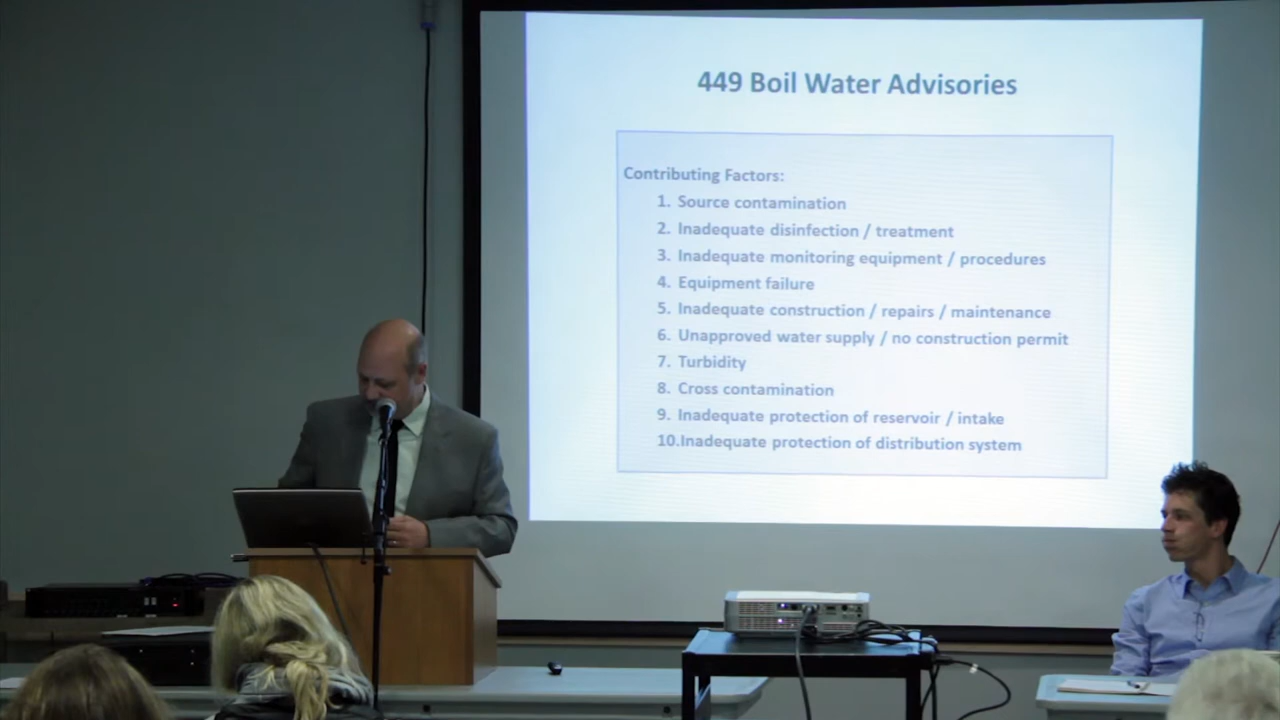 449 Boil Water Advisories
Contributing Factors:
1. Source contamination
2. Inadequate disinfection / treatment
3. Inadequate monitoring equipment / procedures
4. Equipment failure
5. Inadequate construction / repairs / maintenance
6. Unapproved water supply / no construction permit
7. Turbidity
8. Cross contamination
9. Inadequate protection of reservoir / intake
10.Inadequate protection of distribution system